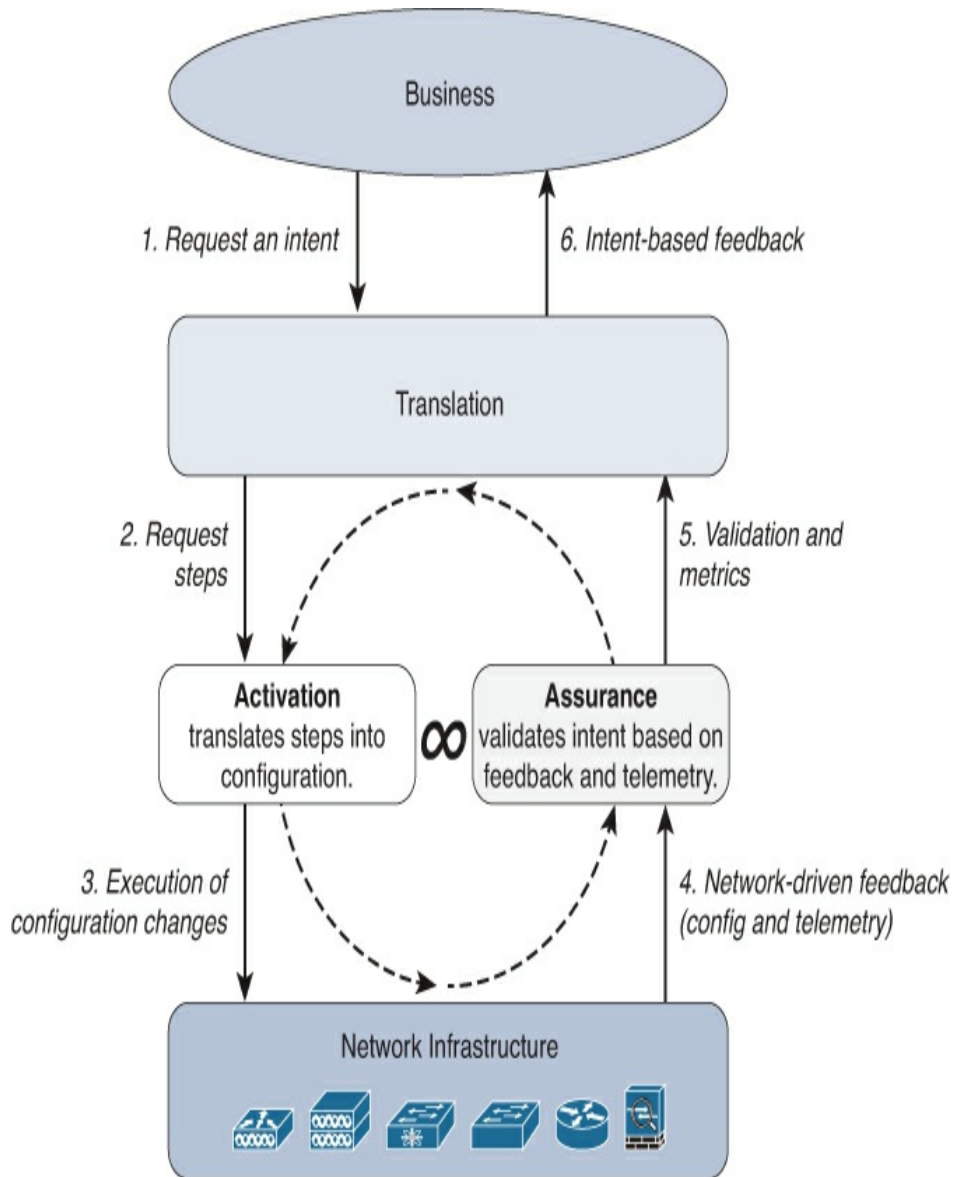 Business
1. Request an intent
6. Intent-based feedback
Translation
2. Request
steps
5. Validation and
metrics
Activation
translates steps into
configuration.
∞
Assurance
validates intent based on
feedback and telemetry.
3. Execution of
configuration changes
4. Network-driven feedback
(config and telemetry)
Network Infrastructure